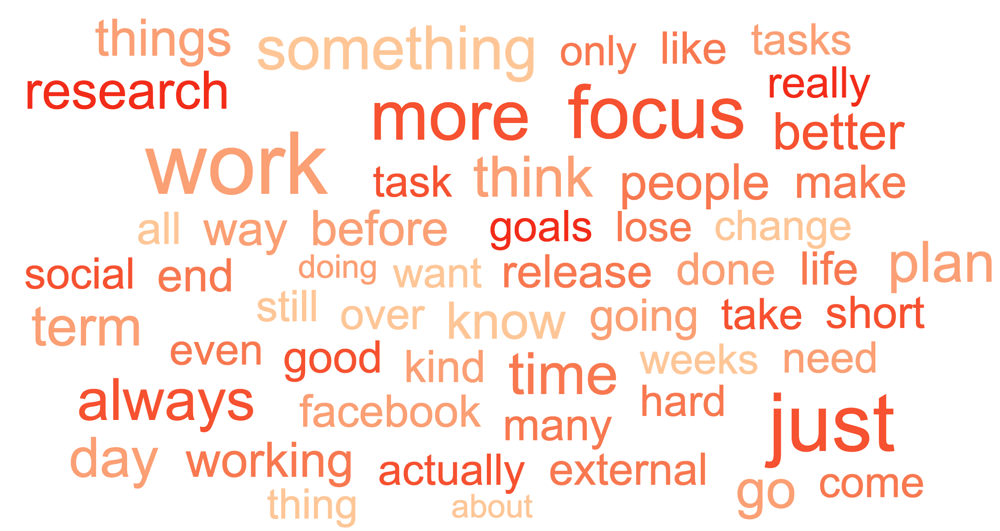 things something only like tasks
research more focus really
work better
task think people make
all way before goals lose change
social end doing want release done life plan
term still over know going take short
even good kind time weeks need
always facebook many hard just
day working actually external go come
thing about